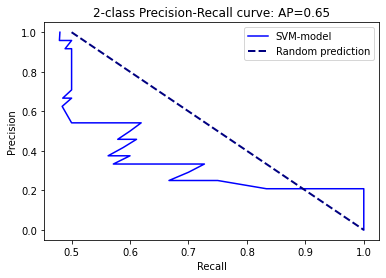 2-class Precision-Recall curve: AP=0.65
SVM-model
Random prediction
Precision
1.0
0.8
0.6
0.4
0.2
0.0
0.5 0.6 0.7 0.8 0.9 1.0
Recall